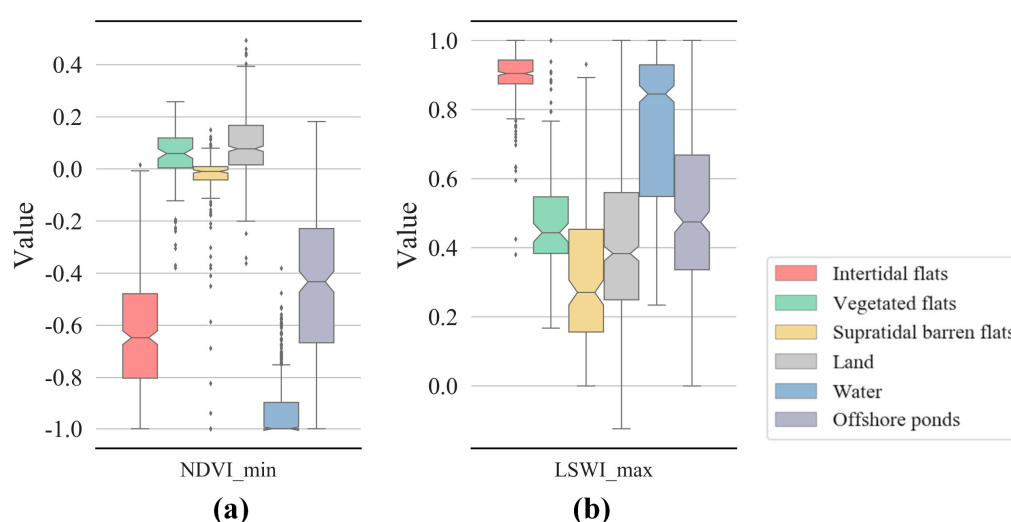 Value
0.4
0.2
0.0
-0.2
-0.4
-0.6
-0.8
-1.0
NDVI_min
(a)
Value
1.0
0.8
0.6
0.4
0.2
0.0
LSWI_max
(b)
Intertidal flats
Vegetated flats
Supratidal barren flats
Land
Water
Offshore ponds